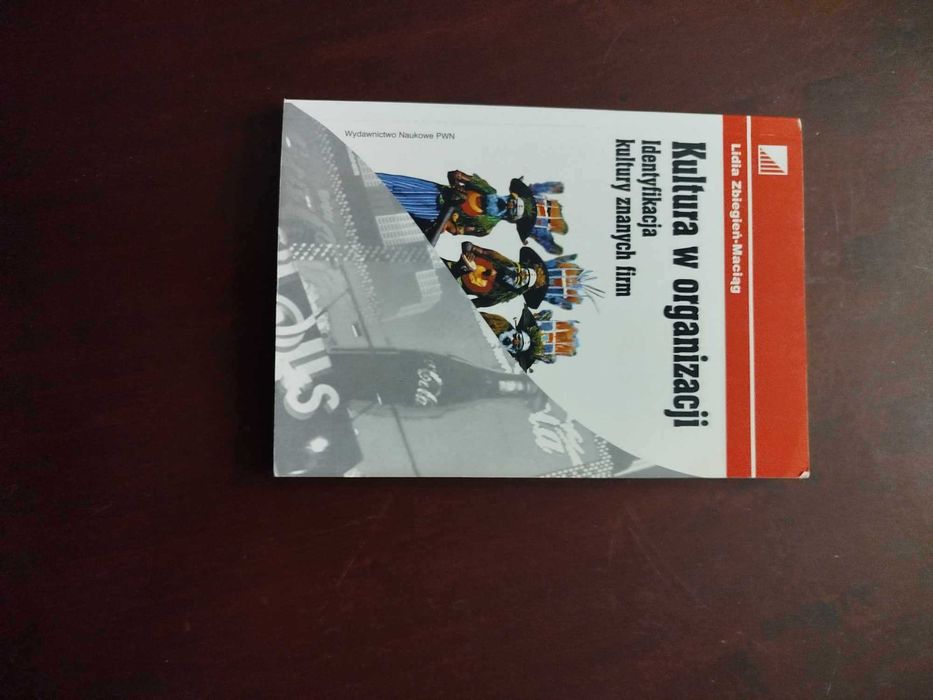 Lidia Zbiegień-Maciąg
Kultura w organizacji
Identyfikacja
kultury znanych firm
Wydawnictwo Naukowe PWN